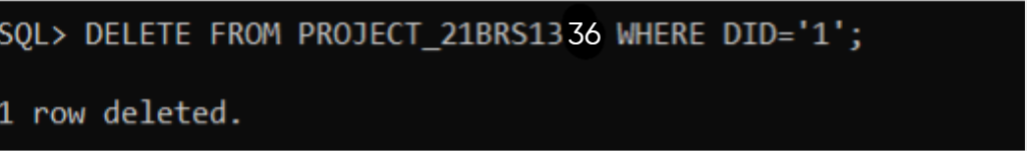 SQL> DELETE FROM PROJECT_21BRS1336 WHERE DID='1';
1 row deleted.